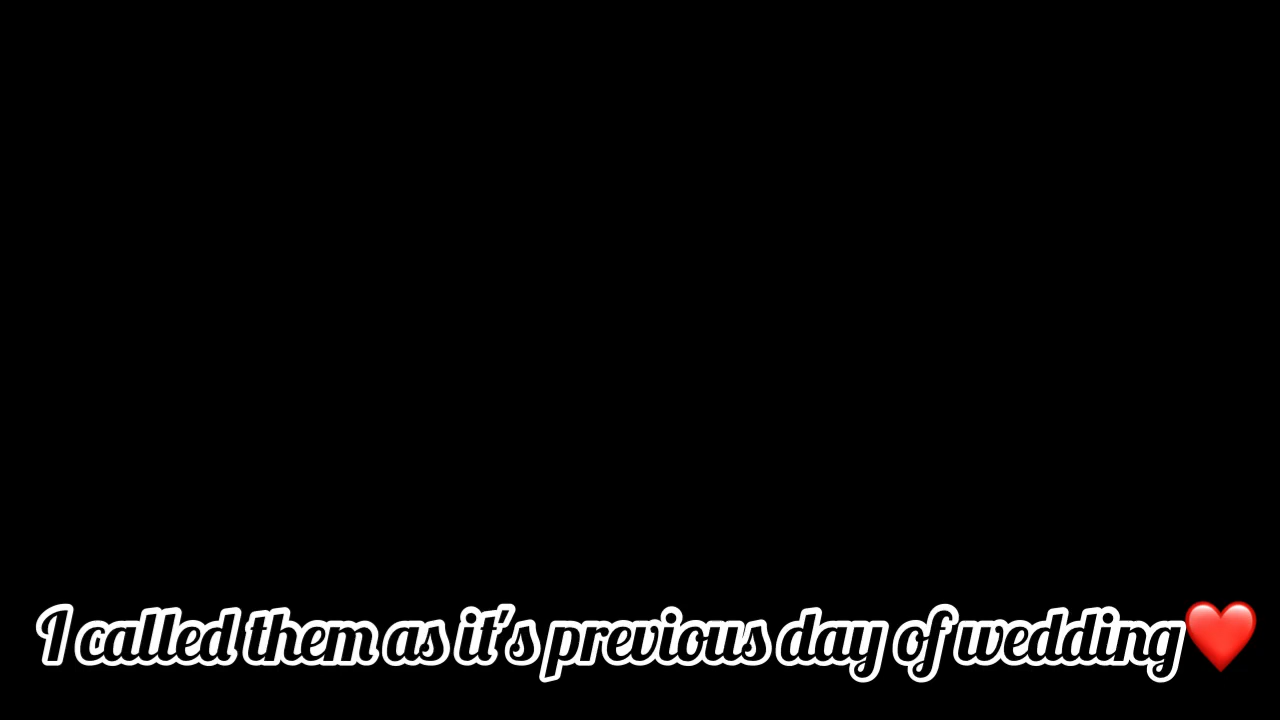 I called them as it's previous day of wedding❤️